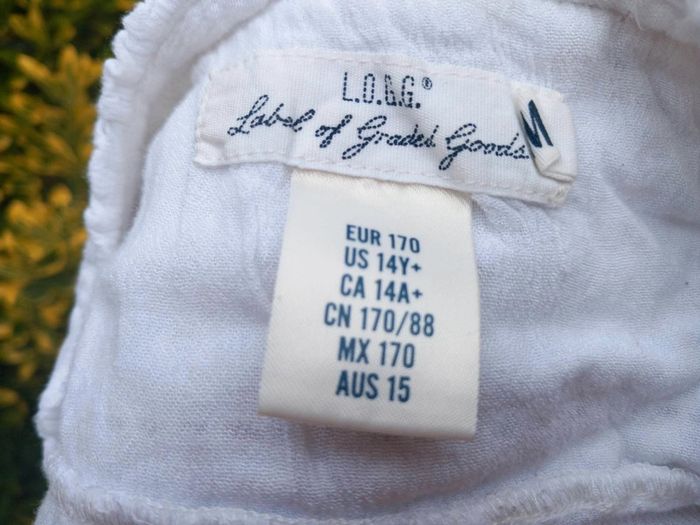 L.O.G.G.®
Label of Graded Goods
M
EUR 170
US 14Y+
CA 14A+
CN 170/88
MX 170
AUS 15